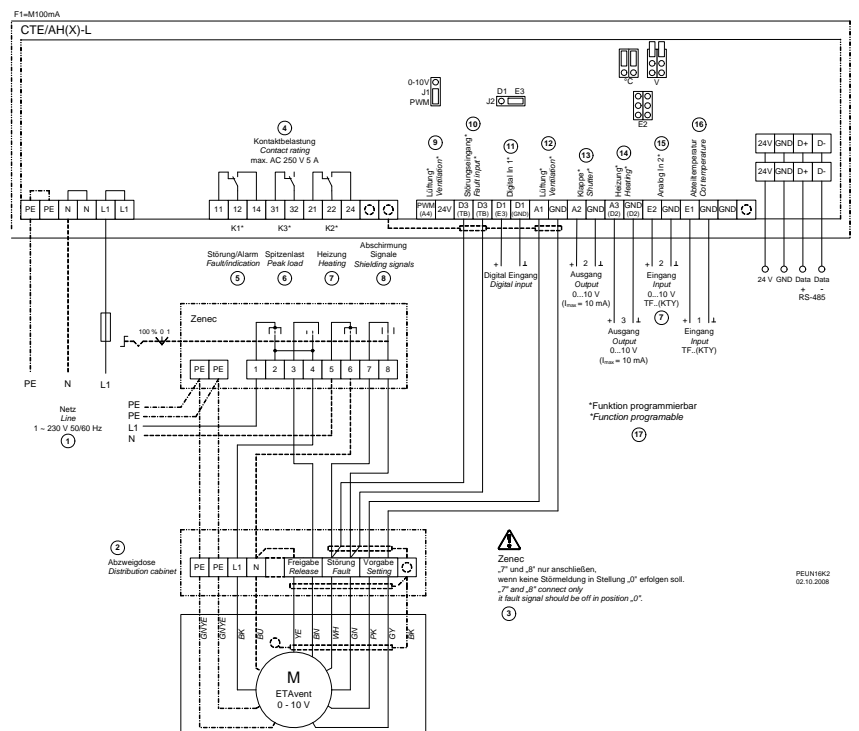 F1=M100mA
CTE/AH(X)-L
0-10V
J1
PWM
D1 E3
J2
°C
V
E2
4
Kontaktbelastung
Contact rating
max. AC 250 V 5 A
9
Lüftung*
Ventilation*
10
Störungseingang*
Fault input*
11
Digital In 1*
12
Lüftung*
Ventilation*
13
Klappe*
Shutter*
14
Heizung*
Heating*
15
Analog In 2*
16
Abteiltemperatur
Cot temperature
24V GND D+ D-
24V GND D+ D-
PE PE N N L1 L1
11 12 14 31 32 21 22 24
PWM (A4) 24V D3 (TB) D3 (TB) D1 (E3) D1 (GND) A1 GND A2 GND A3 (D2) GND (D2) E2 GND E1 GND GND
K1* K3* K2*
Störung/Alarm
Fault/indication
5
Spitzenlast
Peak load
6
Heizung
Heating
7
Abschirmung
Signale
Shielding signals
8
+ ⊥
Digital Eingang
Digital input
+ 2 ⊥
Ausgang
Output
0...10 V
(Imax = 10 mA)
+ 3 ⊥
Ausgang
Output
0...10 V
(Imax = 10 mA)
+ 2 ⊥
Eingang
Input
0...10 V
TF..(KTY)
7
+ 1 ⊥
Eingang
Input
TF..(KTY)
24 V GND Data + Data -
RS-485
Zenec
100 % 0 1
PE PE 1 2 3 4 5 6 7 8
PE N L1
Netz
Line
1 ~ 230 V 50/60 Hz
1
PE
PE
L1
N
*Funktion programmierbar
*Function programable
17
2
Abzweigdose
Distribution cabinet
PE PE L1 N
Freigabe
Release
Störung
Fault
Vorgabe
Setting
GNYE GNYE BK BU YE BN WH GN PK GY BK
M
ETAvent
0 - 10 V
Zenec
„7" und „8" nur anschließen,
wenn keine Störmeldung in Stellung „0" erfolgen soll.
„7" and „8" connect only
it fault signal should be off in position „0".
3
PEUN16K2
02.10.2008